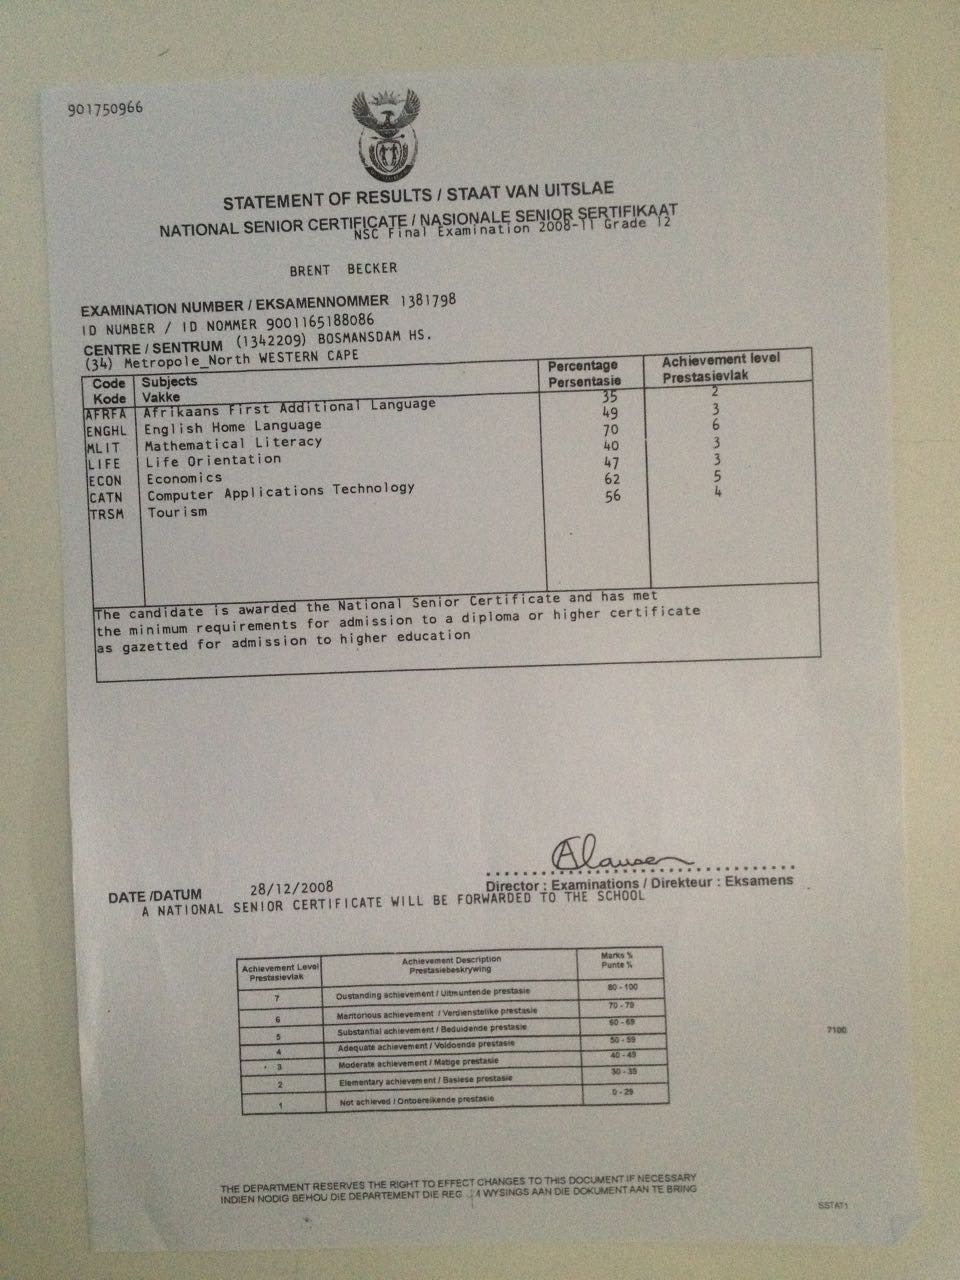 901750966
STATEMENT OF RESULTS / STAAT VAN UITSLAE
NATIONAL SENIOR CERTIFICATE / NASIONALE SENIOR SERTIFIKAAT
NSC Final Examination 2008-11 Grade 12
BRENT BECKER
EXAMINATION NUMBER / EKSAMENNOMMER 1381798
ID NUMBER / ID NOMMER 9001165188086
CENTRE / SENTRUM (1342209) BOSMANSDAM HS.
(34) Metropole_North WESTERN CAPE
Code Subjects Percentage Achievement level
Kode Vakke Persentasie Prestasievlak
AFRFA Afrikaans First Additional Language 35 2
ENGHL English Home Language 49 3
MLIT Mathematical Literacy 70 6
LIFE Life Orientation 40 3
ECON Economics 47 3
CATN Computer Applications Technology 62 5
TRSM Tourism 56 4
The candidate is awarded the National Senior Certificate and has met
the minimum requirements for admission to a diploma or higher certificate
as gazetted for admission to higher education
DATE /DATUM 28/12/2008
Director : Examinations / Direkteur : Eksamens
A NATIONAL SENIOR CERTIFICATE WILL BE FORWARDED TO THE SCHOOL
Achievement Level Achievement Description Marks %
Prestasievlak Prestasiebeskrywing Punte %
7 Oustanding achievement / Uitmuntende prestasie 80 - 100
6 Meritorious achievement / Verdienstelike prestasie 70 - 79
5 Substantial achievement / Beduidende prestasie 60 - 69
4 Adequate achievement / Voldoende prestasie 50 - 59
3 Moderate achievement / Matige prestasie 40 - 49
2 Elementary achievement / Basiese prestasie 30 - 39
1 Not achieved / Ontoereikende prestasie 0 - 29
7100
THE DEPARTMENT RESERVES THE RIGHT TO EFFECT CHANGES TO THIS DOCUMENT IF NECESSARY
INDIEN NODIG BEHOU DIE DEPARTEMENT DIE REG WYSINGS AAN DIE DOKUMENT AAN TE BRING
SSTAT1